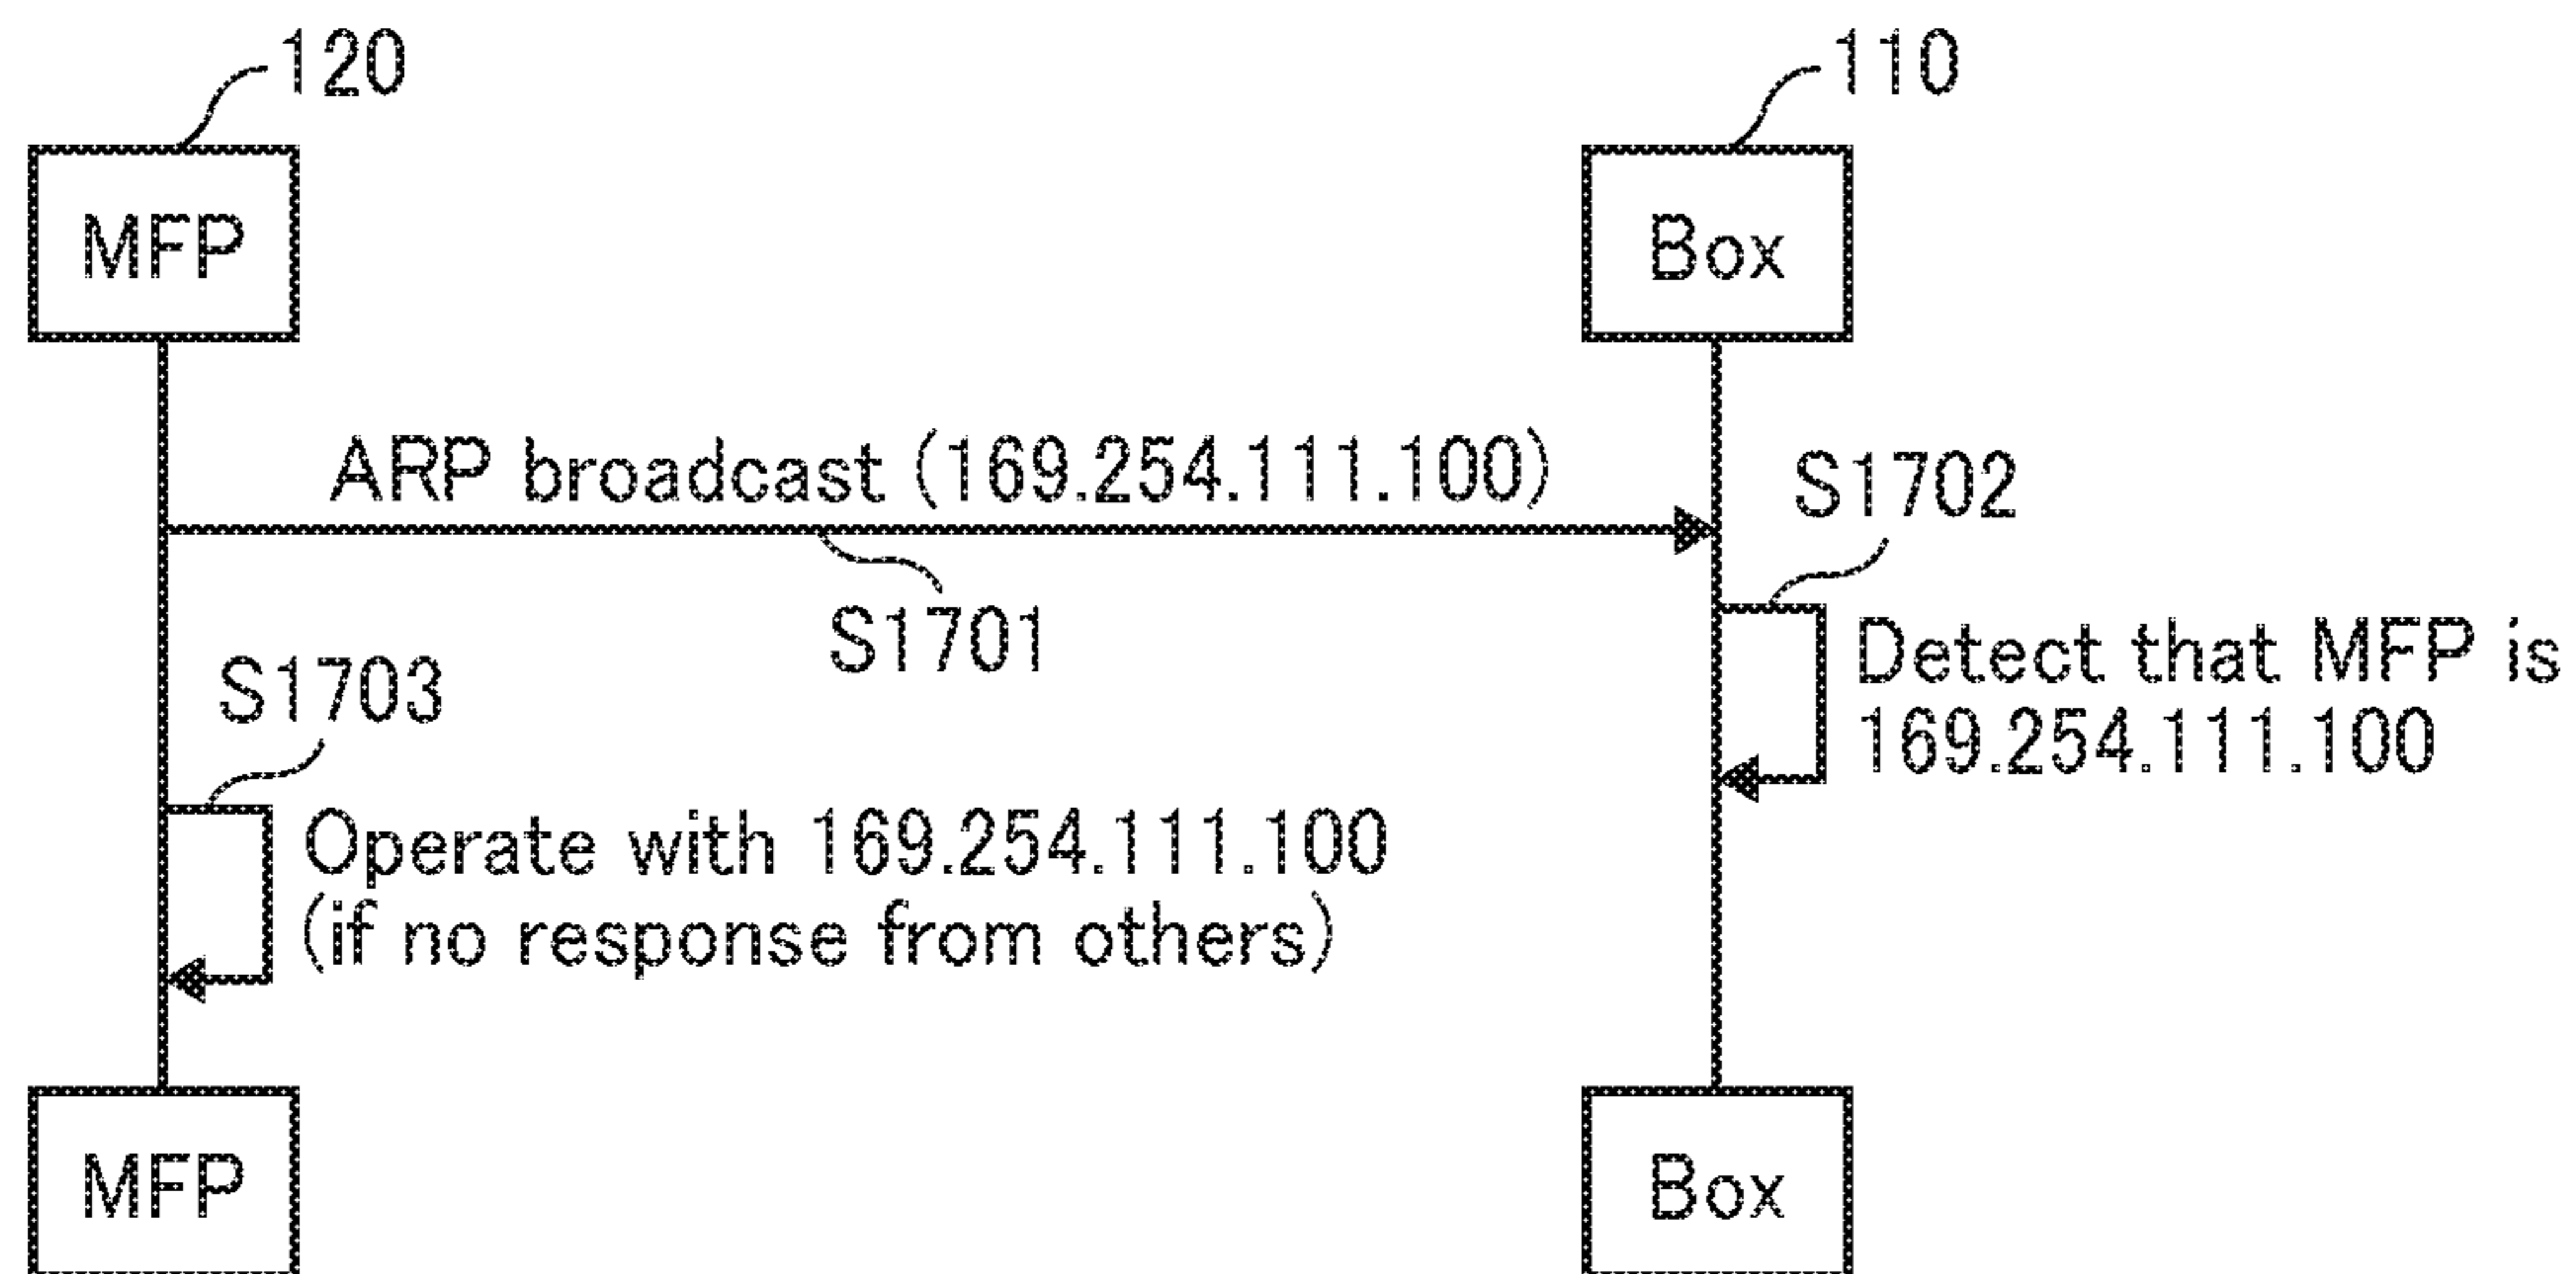 120
110
MFP
Box
ARP broadcast (169.254.111.100)
S1702
S1701
Detect that MFP is
169.254.111.100
S1703
Operate with 169.254.111.100
(if no response from others)
MFP
Box